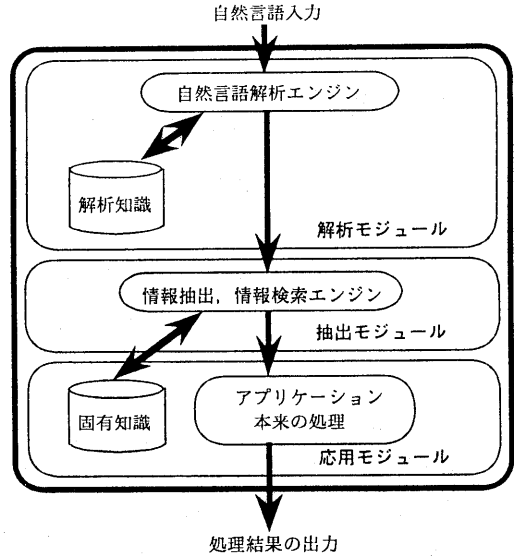 自然言語入力
自然言語解析エンジン
解析知識
解析モジュール
情報抽出，情報検索エンジン
抽出モジュール
アプリケーション
本来の処理
固有知識
応用モジュール
処理結果の出力